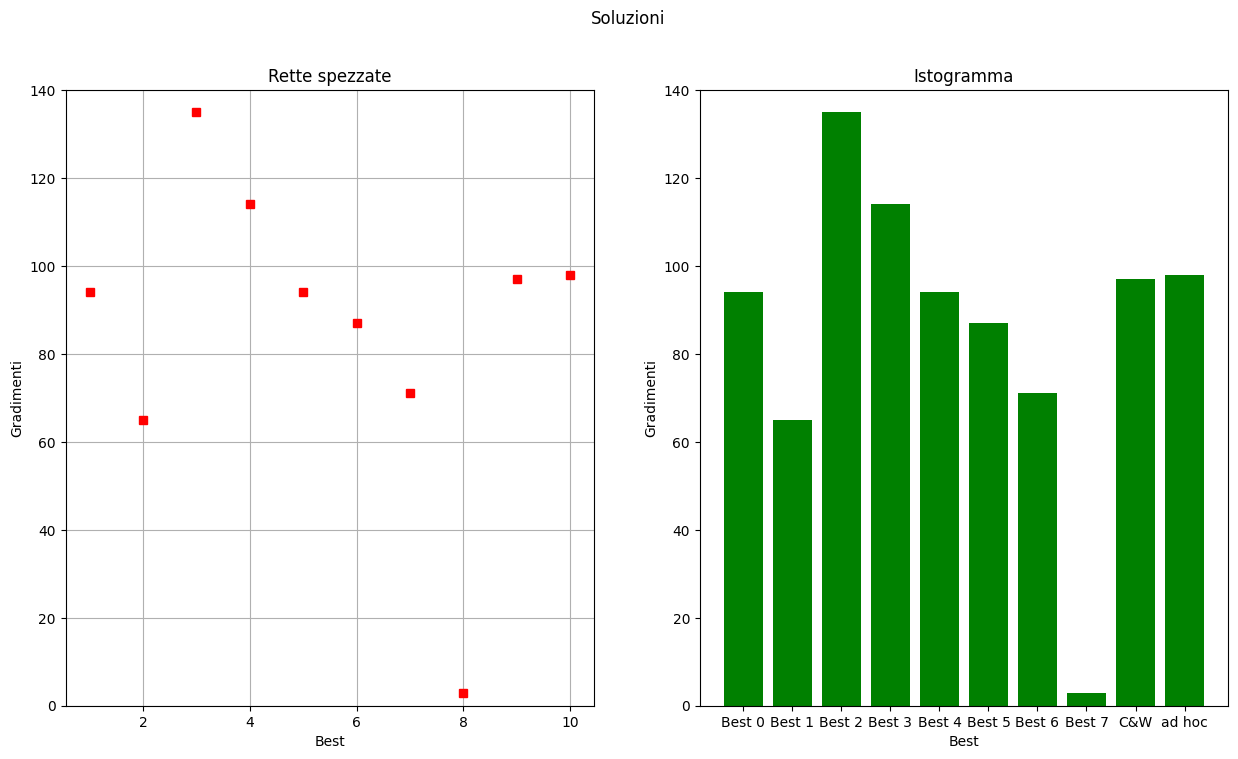 Soluzioni
Rette spezzate
140
120
100
80
60
40
20
0
Gradimenti
2 4 6 8 10
Best
Istogramma
140
120
100
80
60
40
20
0
Gradimenti
Best 0 Best 1 Best 2 Best 3 Best 4 Best 5 Best 6 Best 7 C&W ad hoc
Best